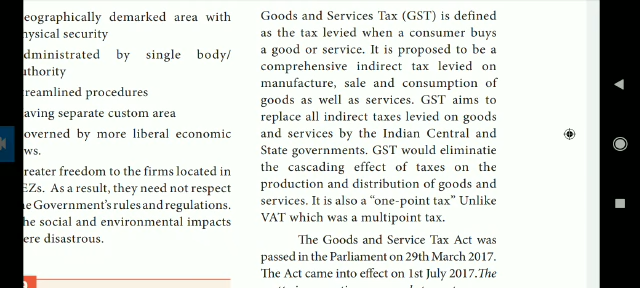 eographically demarked area with
hysical security
dministered by single body/
uthority
reamlined procedures
aving separate custom area
overned by more liberal economic
ws.
reater freedom to the firms located in
EZs. As a result, they need not respect
e Government's rules and regulations.
he social and environmental impacts
ere disastrous.
Goods and Services Tax (GST) is defined
as the tax levied when a consumer buys
a good or service. It is proposed to be a
comprehensive indirect tax levied on
manufacture, sale and consumption of
goods as well as services. GST aims to
replace all indirect taxes levied on goods
and services by the Indian Central and
State governments. GST would eliminatie
the cascading effect of taxes on the
production and distribution of goods and
services. It is also a “one-point tax” Unlike
VAT which was a multipoint tax.
The Goods and Service Tax Act was
passed in the Parliament on 29th March 2017.
The Act came into effect on 1st July 2017.The